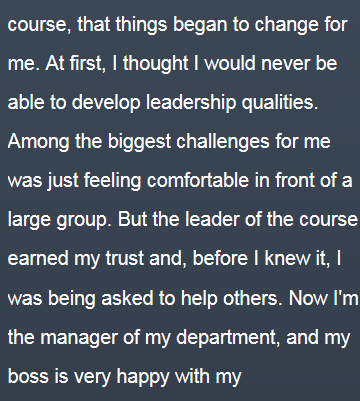 course, that things began to change for
me. At first, I thought I would never be
able to develop leadership qualities.
Among the biggest challenges for me
was just feeling comfortable in front of a
large group. But the leader of the course
earned my trust and, before I knew it, I
was being asked to help others. Now I'm
the manager of my department, and my
boss is very happy with my